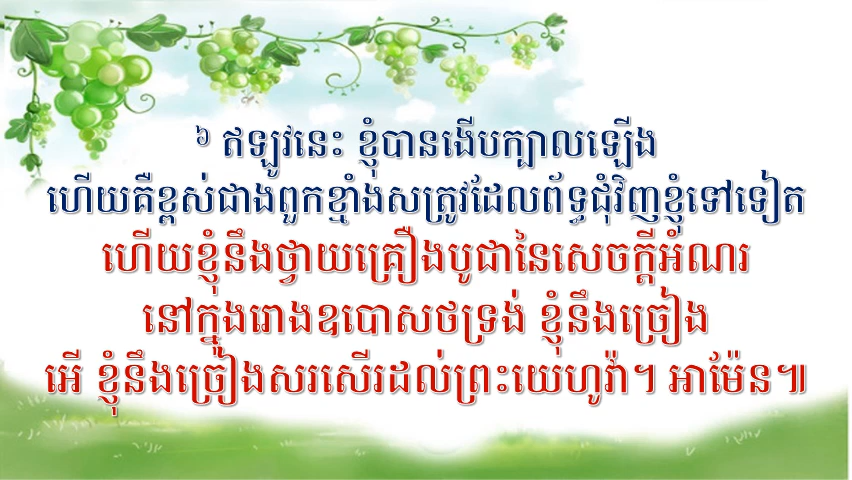 ៦ ឥឡូវនេះ ខ្ញុំបានងើបក្បាលឡើង
ហើយគឺខ្ពស់ជាងពួកខ្មាំងសត្រូវដែលព័ទ្ធជុំវិញខ្ញុំទៅទៀត
ហើយខ្ញុំនឹងថ្វាយគ្រឿងបូជានៃសេចក្ដីអំណរ
នៅក្នុងរោងឧបោសថទ្រង់ ខ្ញុំនឹងច្រៀង
អើ ខ្ញុំនឹងច្រៀងសរសើរដល់ព្រះយេហូវ៉ា។ អាម៉ែន៕